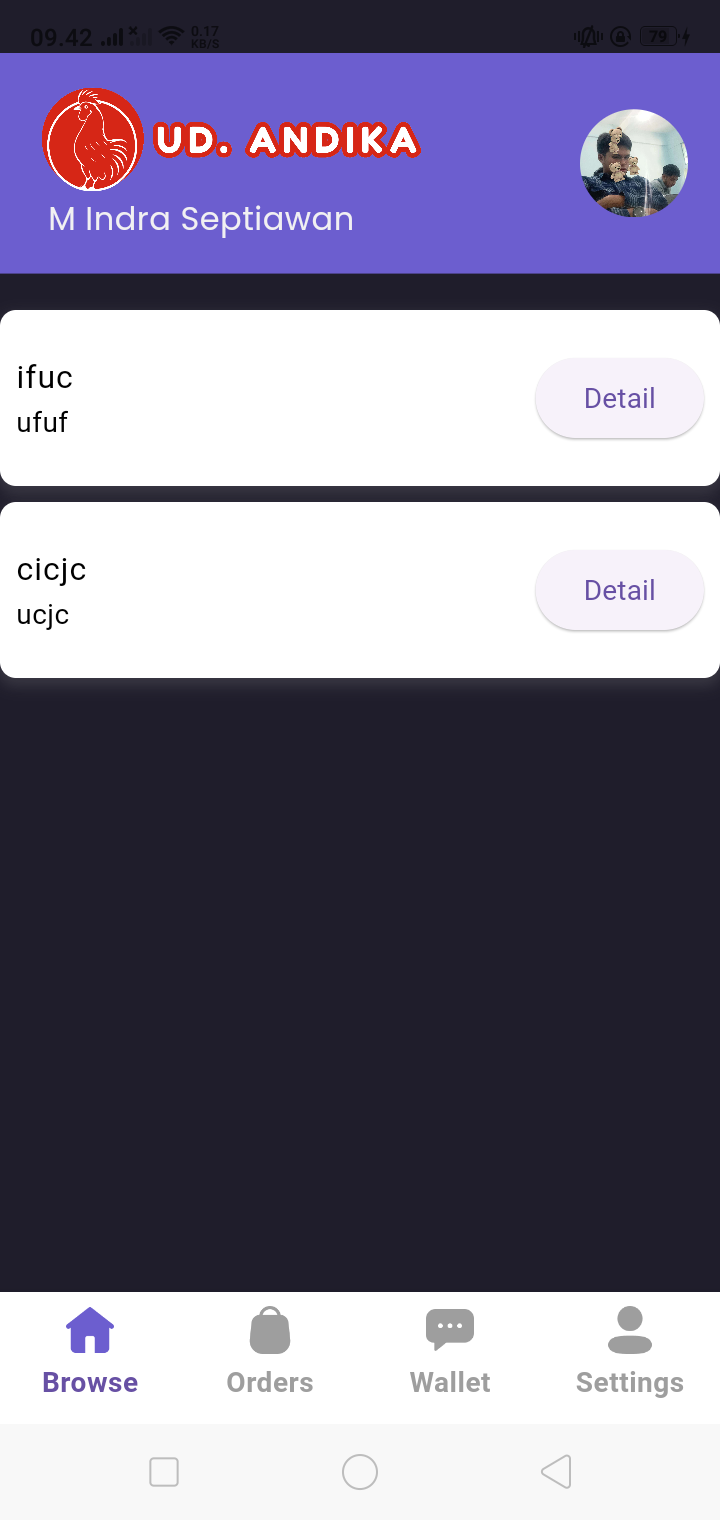 09.42
0.17
KB/S
79
UD. ANDIKA
M Indra Septiawan
ifuc
ufuf
Detail
cicjc
ucjc
Detail
Browse
Orders
Wallet
Settings